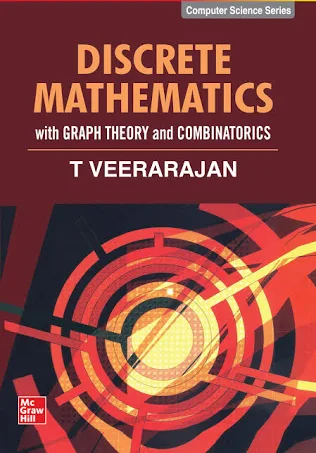 Computer Science Series
DISCRETE
MATHEMATICS
with GRAPH THEORY and COMBINATORICS
T VEERARAJAN
Mc
Graw
Hill